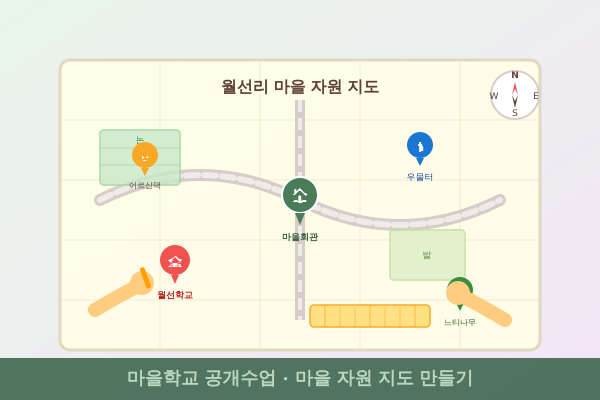 월선리 마을 자원 지도
N
W
E
S
논
어르신댁
우물터
마을회관
밭
월선학교
느티나무
마을학교 공개수업 · 마을 자원 지도 만들기